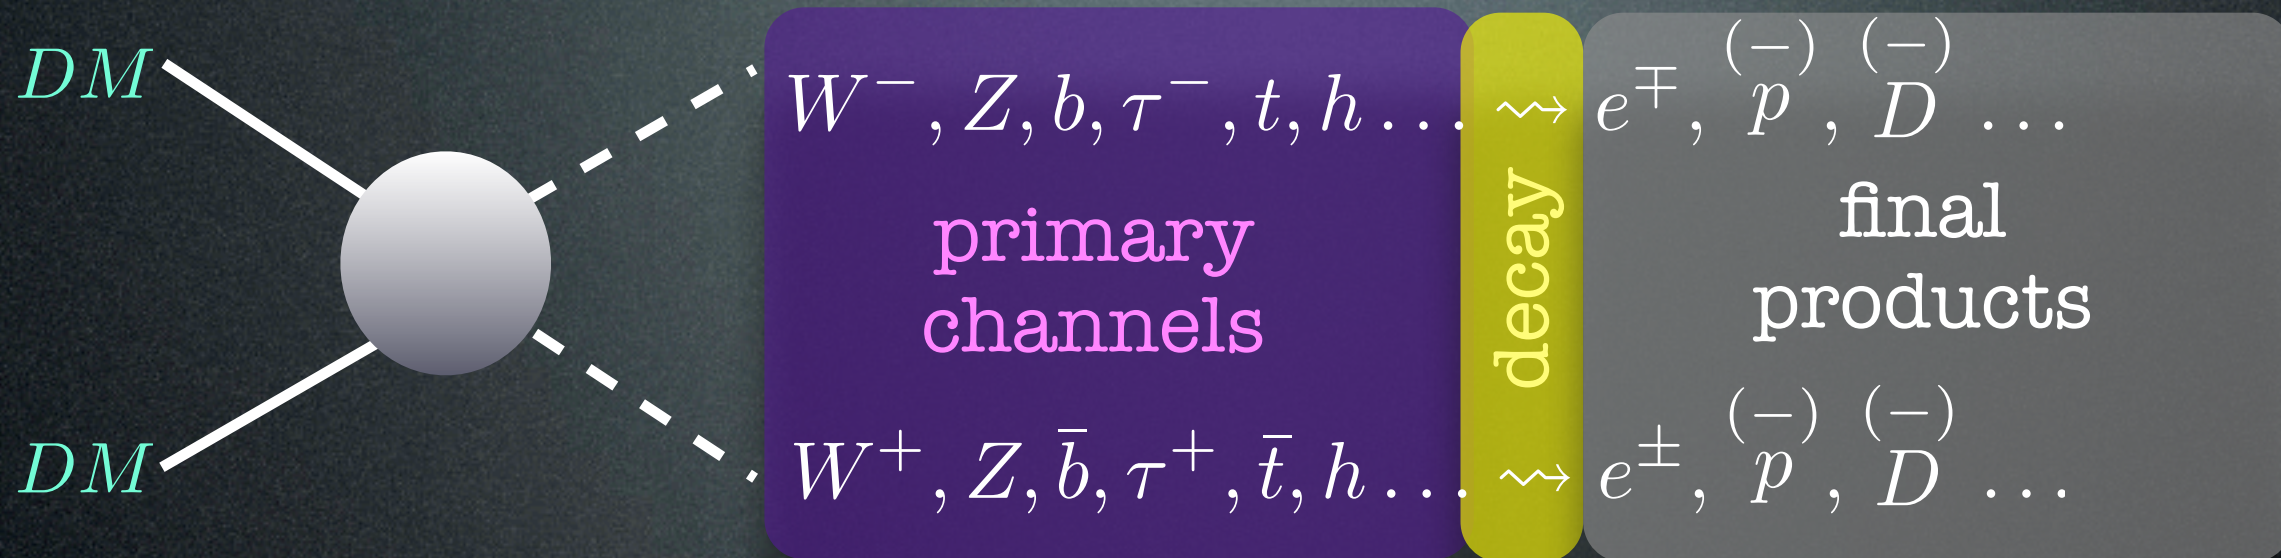 DM
W⁻, Z, b, τ⁻, t, h . . . ⇝ e^∓, p^(−), D^(−) . . .
primary
channels
decay
final
products
DM
W⁺, Z, b̄, τ⁺, t̄, h . . . ⇝ e^±, p^(−), D^(−) . . .